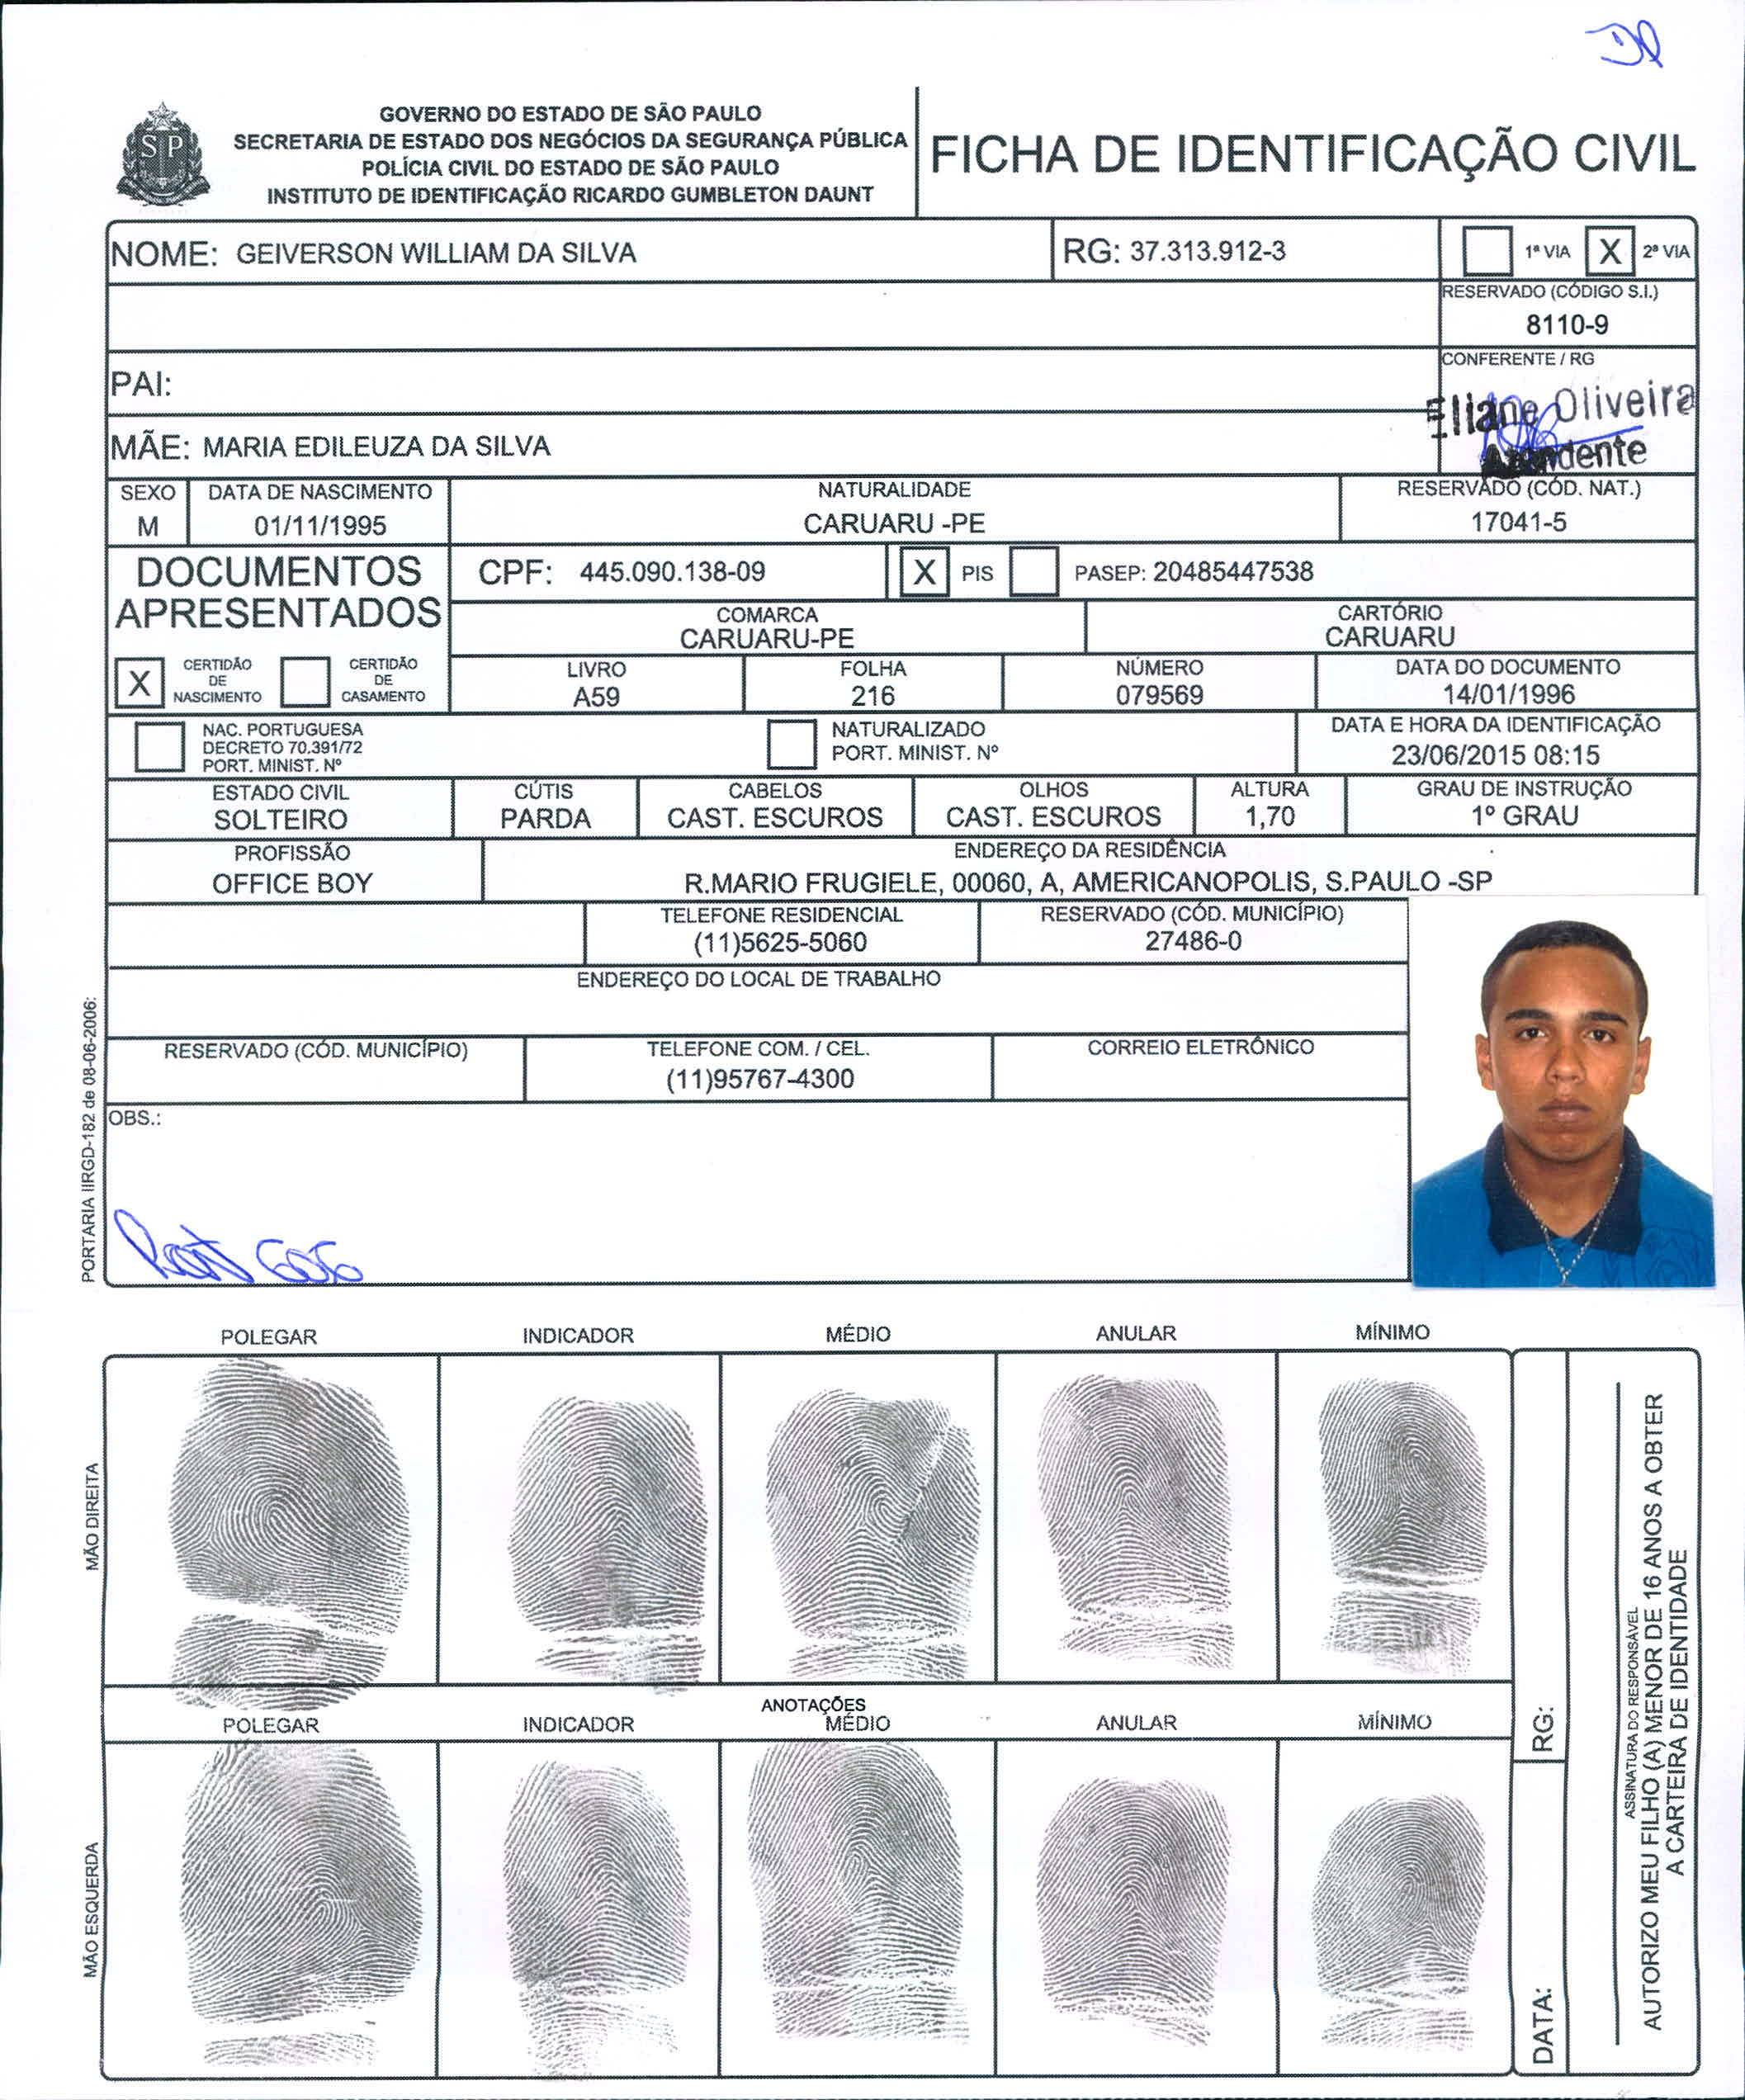 GOVERNO DO ESTADO DE SÃO PAULO
SECRETARIA DE ESTADO DOS NEGÓCIOS DA SEGURANÇA PÚBLICA
POLÍCIA CIVIL DO ESTADO DE SÃO PAULO
INSTITUTO DE IDENTIFICAÇÃO RICARDO GUMBLETON DAUNT
SP
FICHA DE IDENTIFICAÇÃO CIVIL
NOME: GEIVERSON WILLIAM DA SILVA RG: 37.313.912-3 1ª VIA X 2ª VIA
RESERVADO (CÓDIGO S.I.)
8110-9
CONFERENTE / RG
PAI:
Eliane Oliveira
Atendente
MÃE: MARIA EDILEUZA DA SILVA
SEXO DATA DE NASCIMENTO NATURALIDADE RESERVADO (CÓD. NAT.)
M 01/11/1995 CARUARU -PE 17041-5
DOCUMENTOS APRESENTADOS
CPF: 445.090.138-09 X PIS PASEP: 20485447538
COMARCA CARTÓRIO
CARUARU-PE CARUARU
X CERTIDÃO DE NASCIMENTO CERTIDÃO DE CASAMENTO
LIVRO FOLHA NÚMERO DATA DO DOCUMENTO
A59 216 079569 14/01/1996
NAC. PORTUGUESA
DECRETO 70.391/72
PORT. MINIST. Nº
NATURALIZADO
PORT. MINIST. Nº
DATA E HORA DA IDENTIFICAÇÃO
23/06/2015 08:15
ESTADO CIVIL CÚTIS CABELOS OLHOS ALTURA GRAU DE INSTRUÇÃO
SOLTEIRO PARDA CAST. ESCUROS CAST. ESCUROS 1,70 1º GRAU
PROFISSÃO ENDEREÇO DA RESIDÊNCIA
OFFICE BOY R.MARIO FRUGIELE, 00060, A, AMERICANOPOLIS, S.PAULO -SP
TELEFONE RESIDENCIAL RESERVADO (CÓD. MUNICÍPIO)
(11)5625-5060 27486-0
ENDEREÇO DO LOCAL DE TRABALHO
RESERVADO (CÓD. MUNICÍPIO) TELEFONE COM. / CEL. CORREIO ELETRÔNICO
(11)95767-4300
OBS.:
PORTARIA IIRGD-182 de 08-06-2006:
POLEGAR INDICADOR MÉDIO ANULAR MÍNIMO
MÃO DIREITA
ANOTAÇÕES
POLEGAR INDICADOR MÉDIO ANULAR MÍNIMO
MÃO ESQUERDA
RG:
DATA:
ASSINATURA DO RESPONSÁVEL
AUTORIZO MEU FILHO (A) MENOR DE 16 ANOS A OBTER
A CARTEIRA DE IDENTIDADE